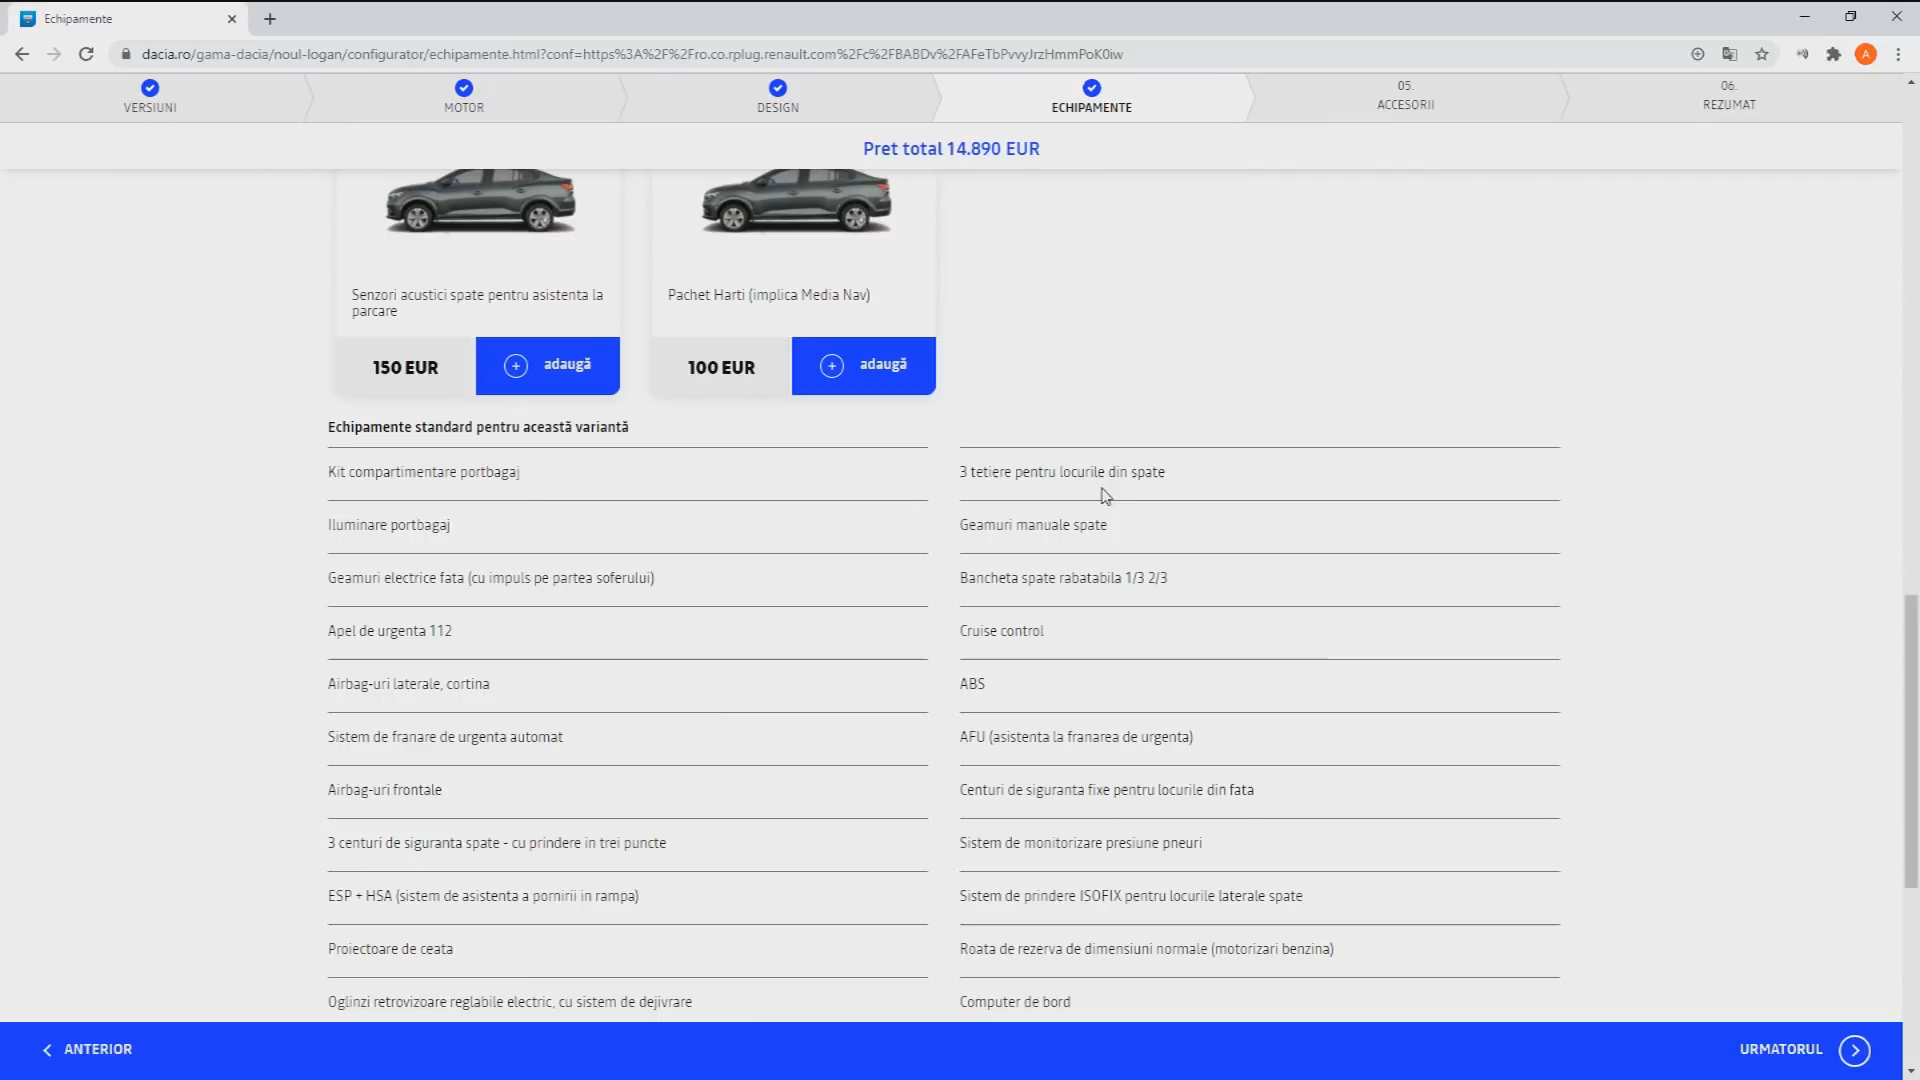 Echipamente
dacia.ro/gama-dacia/noul-logan/configurator/echipamente.html?conf=https%3A%2F%2Fro.co.rplug.renault.com%2Fc%2FBABDv%2FAFeTbPvvyJrzHmmPoK0iw
A
VERSIUNI
MOTOR
DESIGN
ECHIPAMENTE
05.
ACCESORII
06.
REZUMAT
Pret total 14.890 EUR
Senzori acustici spate pentru asistenta la
parcare
Pachet Harti (implica Media Nav)
150 EUR
adaugă
100 EUR
adaugă
Echipamente standard pentru această variantă
Kit compartimentare portbagaj
3 tetiere pentru locurile din spate
Iluminare portbagaj
Geamuri manuale spate
Geamuri electrice fata (cu impuls pe partea soferului)
Bancheta spate rabatabila 1/3 2/3
Apel de urgenta 112
Cruise control
Airbag-uri laterale, cortina
ABS
Sistem de franare de urgenta automat
AFU (asistenta la franarea de urgenta)
Airbag-uri frontale
Centuri de siguranta fixe pentru locurile din fata
3 centuri de siguranta spate - cu prindere in trei puncte
Sistem de monitorizare presiune pneuri
ESP + HSA (sistem de asistenta a pornirii in rampa)
Sistem de prindere ISOFIX pentru locurile laterale spate
Proiectoare de ceata
Roata de rezerva de dimensiuni normale (motorizari benzina)
Oglinzi retrovizoare reglabile electric, cu sistem de dejivrare
Computer de bord
ANTERIOR
URMATORUL